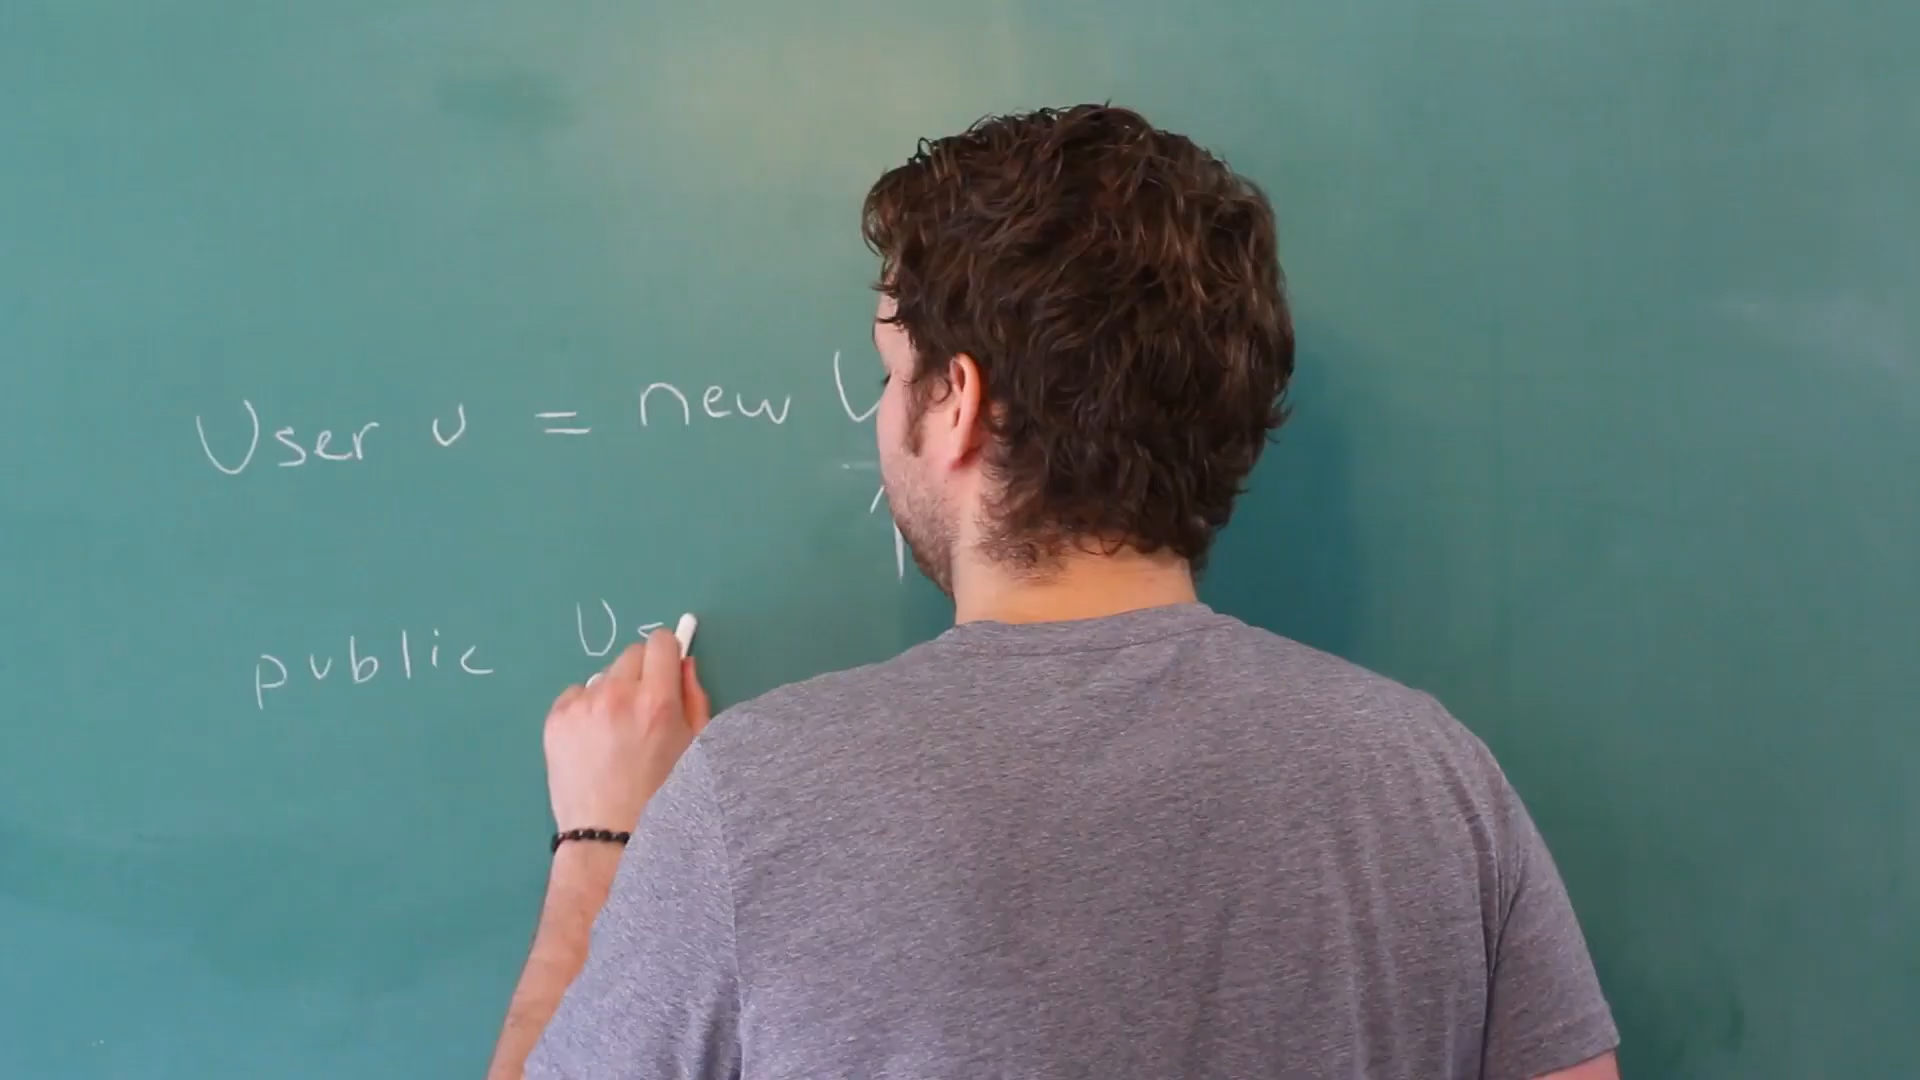 User u = new
public